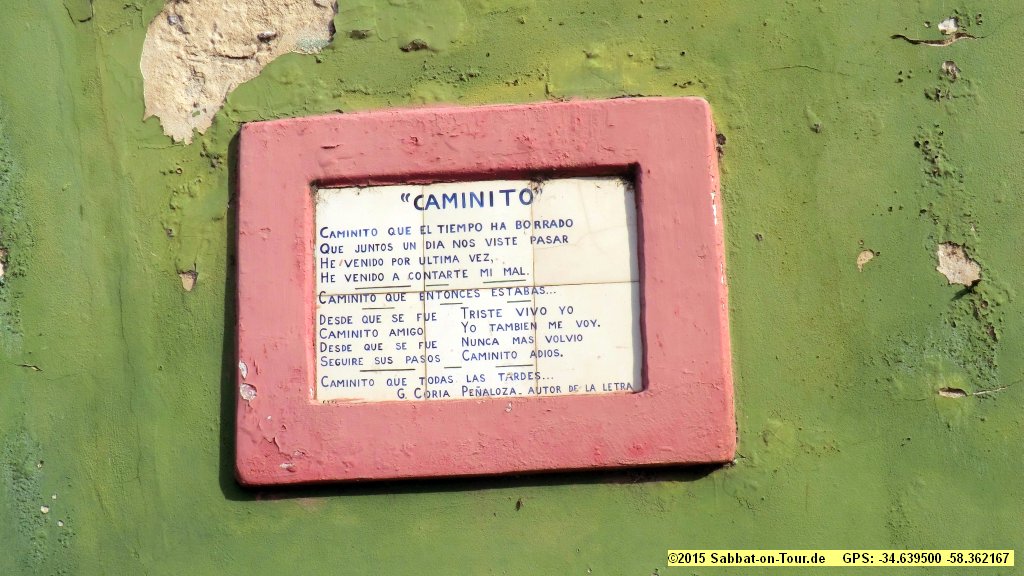 "CAMINITO"
CAMINITO QUE EL TIEMPO HA BORRADO
QUE JUNTOS UN DIA NOS VISTE PASAR
HE VENIDO POR ULTIMA VEZ,
HE VENIDO A CONTARTE MI MAL.
CAMINITO QUE ENTONCES ESTABAS...
DESDE QUE SE FUE
CAMINITO AMIGO
DESDE QUE SE FUE
SEGUIRE SUS PASOS
TRISTE VIVO YO
YO TAMBIEN ME VOY.
NUNCA MAS VOLVIO
CAMINITO ADIOS.
CAMINITO QUE TODAS LAS TARDES...
G. CORIA PEÑALOZA. AUTOR DE LA LETRA
©2015 Sabbat-on-Tour.de GPS: -34.639500 -58.362167